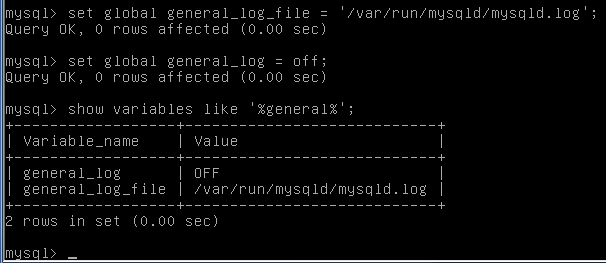 mysql> set global general_log_file = '/var/run/mysqld/mysqld.log';
Query OK, 0 rows affected (0.00 sec)
mysql> set global general_log = off;
Query OK, 0 rows affected (0.00 sec)
mysql> show variables like '%general%';
+------------------+----------------------------+
| Variable_name | Value |
+------------------+----------------------------+
| general_log | OFF |
| general_log_file | /var/run/mysqld/mysqld.log |
+------------------+----------------------------+
2 rows in set (0.00 sec)
mysql> _